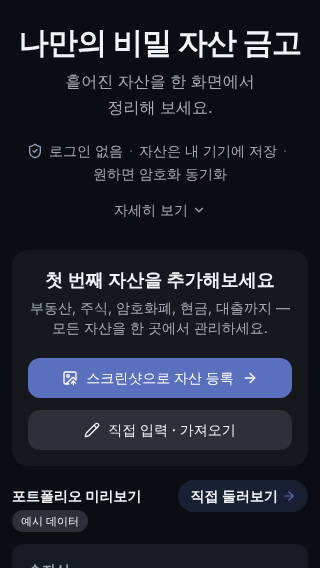 나만의 비밀 자산 금고
흩어진 자산을 한 화면에서
정리해 보세요.
로그인 없음 · 자산은 내 기기에 저장 ·
원하면 암호화 동기화
자세히 보기
첫 번째 자산을 추가해보세요
부동산, 주식, 암호화폐, 현금, 대출까지 —
모든 자산을 한 곳에서 관리하세요.
스크린샷으로 자산 등록 →
직접 입력 · 가져오기
포트폴리오 미리보기
직접 둘러보기 →
예시 데이터